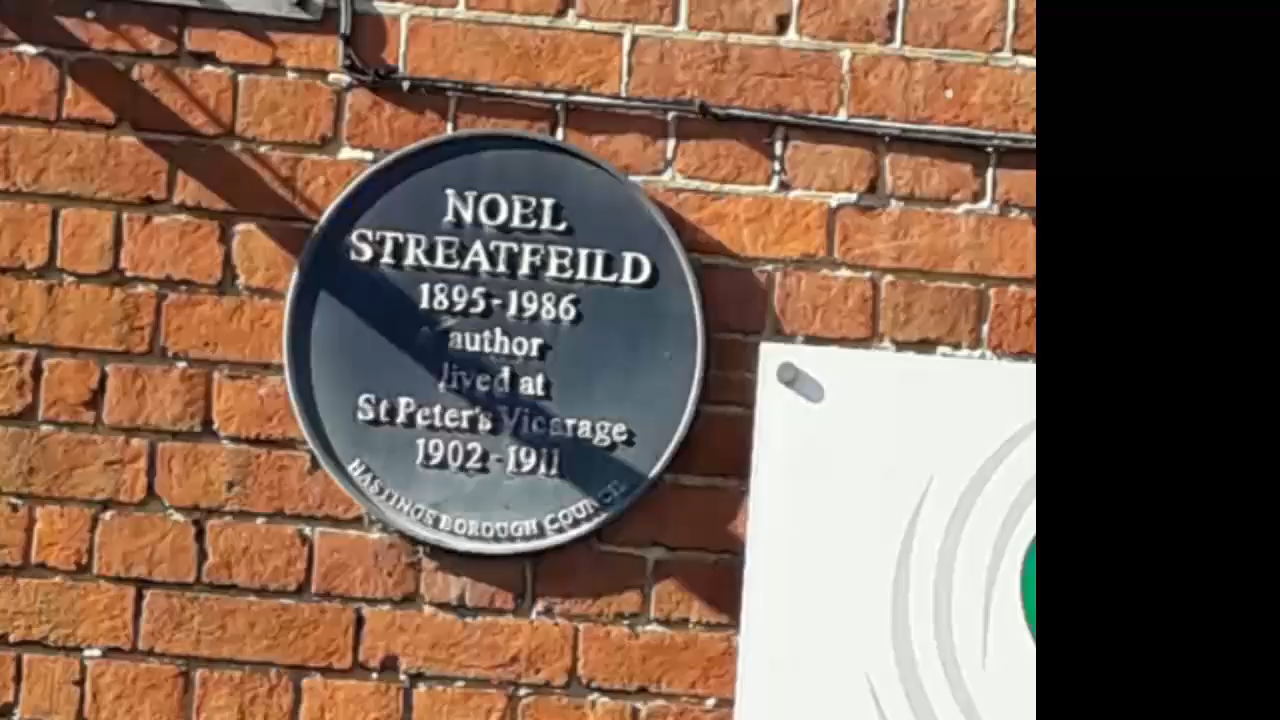 NOEL
STREATFEILD
1895-1986
author
lived at
St Peter's Vicarage
1902-1911
HASTINGS BOROUGH COUNCIL